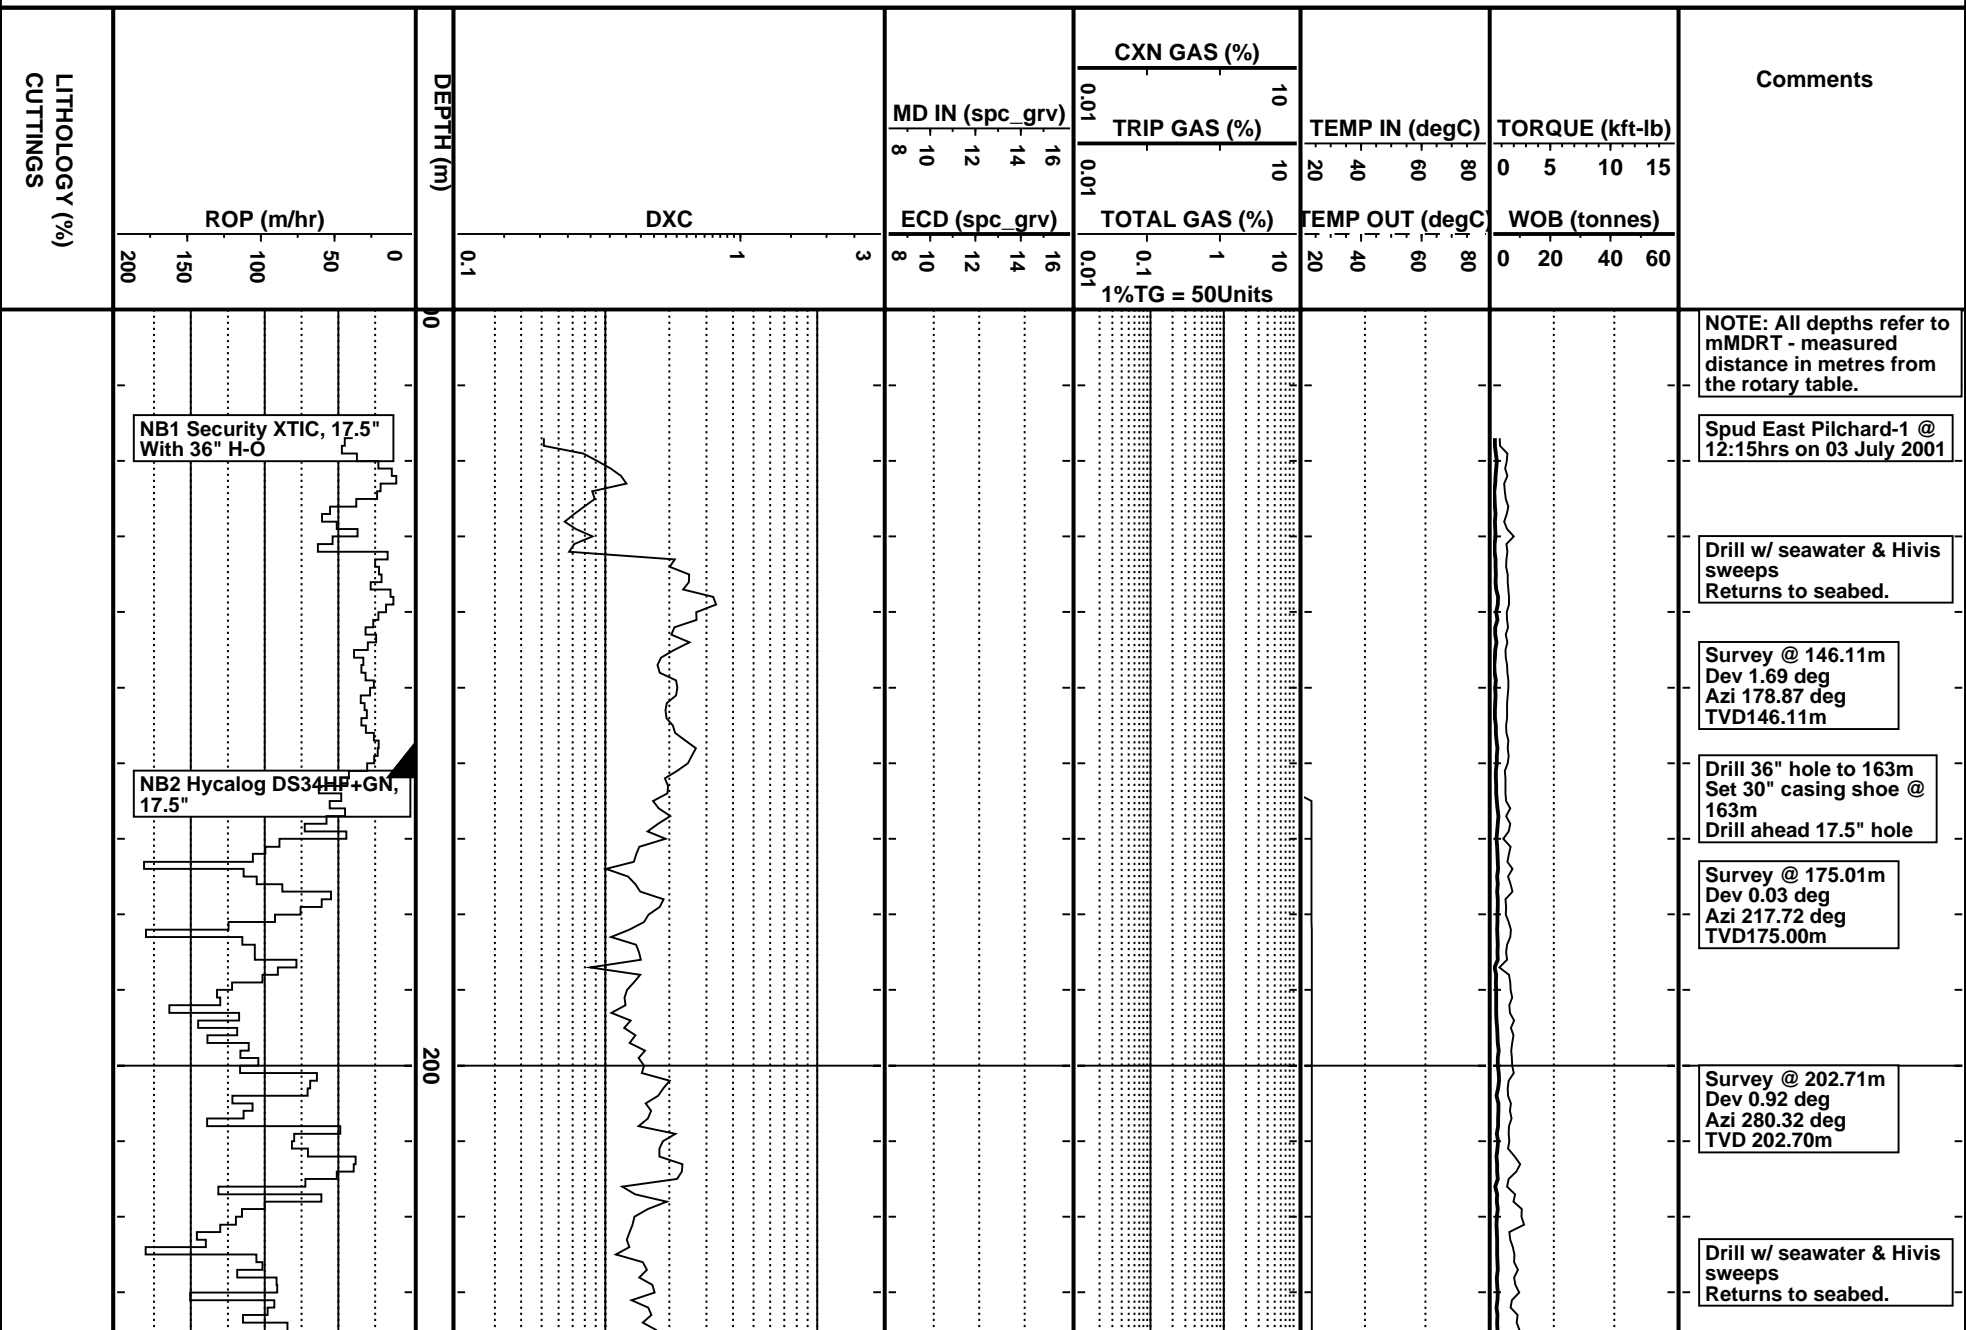 LITHOLOGY (%)
CUTTINGS
ROP (m/hr)
200 150 100 50 0
DEPTH (m)
DXC
0.1 1 3
MD IN (spc_grv)
8 10 12 14 16
ECD (spc_grv)
8 10 12 14 16
CXN GAS (%)
0.01 10
TRIP GAS (%)
0.01 10
TOTAL GAS (%)
0.01 0.1 1 10
1%TG = 50Units
TEMP IN (degC)
20 40 60 80
TEMP OUT (degC)
20 40 60 80
TORQUE (kft-lb)
0 5 10 15
WOB (tonnes)
0 20 40 60
Comments
NOTE: All depths refer to
mMDRT - measured
distance in metres from
the rotary table.
NB1 Security XTIC, 17.5"
With 36" H-O
Spud East Pilchard-1 @
12:15hrs on 03 July 2001
Drill w/ seawater & Hivis
sweeps
Returns to seabed.
Survey @ 146.11m
Dev 1.69 deg
Azi 178.87 deg
TVD146.11m
NB2 Hycalog DS34HF+GN,
17.5"
Drill 36" hole to 163m
Set 30" casing shoe @
163m
Drill ahead 17.5" hole
Survey @ 175.01m
Dev 0.03 deg
Azi 217.72 deg
TVD175.00m
200
Survey @ 202.71m
Dev 0.92 deg
Azi 280.32 deg
TVD 202.70m
Drill w/ seawater & Hivis
sweeps
Returns to seabed.